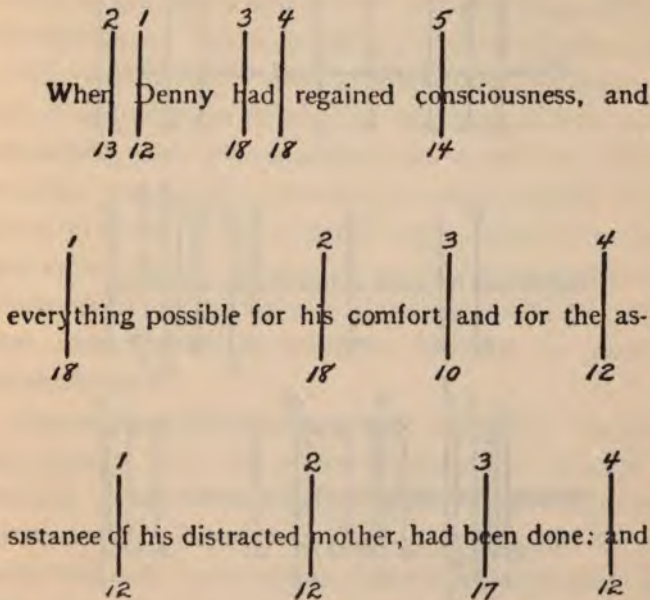 2 1 3 4 5
When Denny had regained consciousness, and
13 12 18 18 14
1 2 3 4
everything possible for his comfort and for the as-
18 18 10 12
1 2 3 4
sistanee of his distracted mother, had been done: and
12 12 17 12